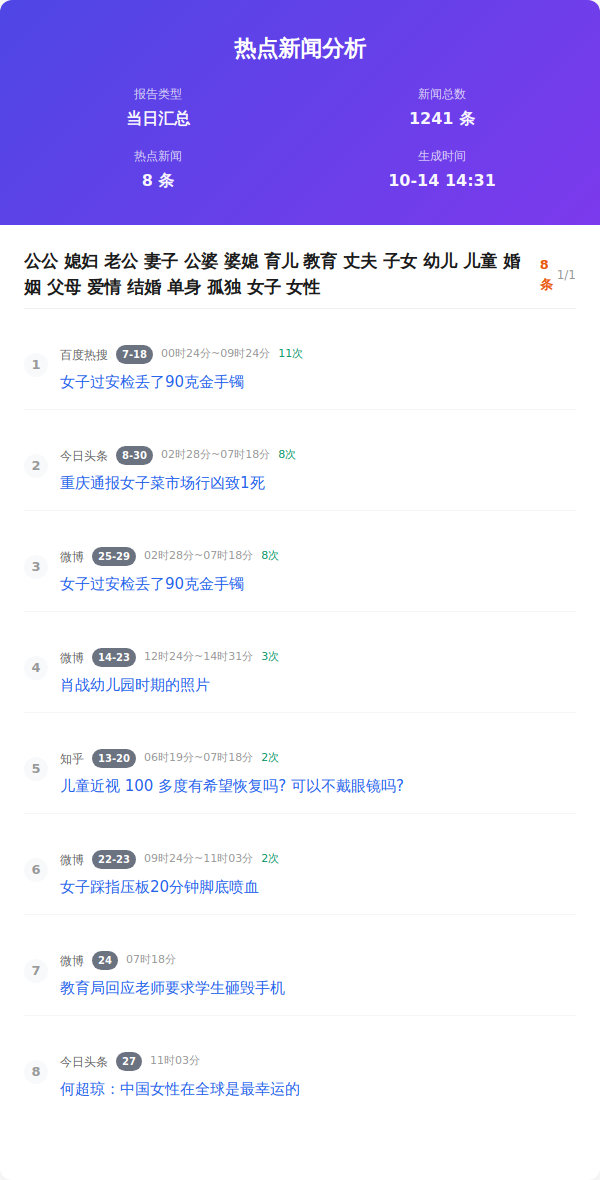 热点新闻分析
报告类型
当日汇总
新闻总数
1241 条
热点新闻
8 条
生成时间
10-14 14:31
公公 媳妇 老公 妻子 公婆 婆媳 育儿 教育 丈夫 子女 幼儿 儿童 婚
姻 父母 爱情 结婚 单身 孤独 女子 女性
8
条
1/1
1
百度热搜 7-18 00时24分~09时24分 11次
女子过安检丢了90克金手镯
2
今日头条 8-30 02时28分~07时18分 8次
重庆通报女子菜市场行凶致1死
3
微博 25-29 02时28分~07时18分 8次
女子过安检丢了90克金手镯
4
微博 14-23 12时24分~14时31分 3次
肖战幼儿园时期的照片
5
知乎 13-20 06时19分~07时18分 2次
儿童近视 100 多度有希望恢复吗? 可以不戴眼镜吗?
6
微博 22-23 09时24分~11时03分 2次
女子踩指压板20分钟脚底喷血
7
微博 24 07时18分
教育局回应老师要求学生砸毁手机
8
今日头条 27 11时03分
何超琼：中国女性在全球是最幸运的